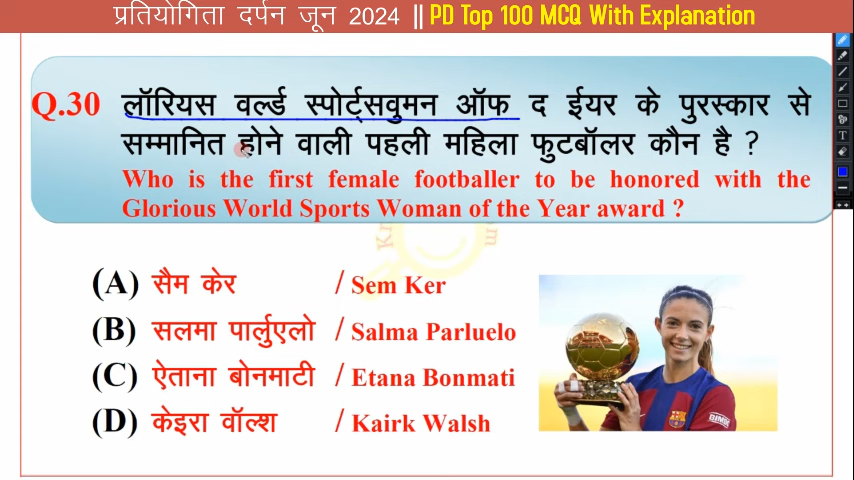 प्रतियोगिता दर्पन जून 2024 || PD Top 100 MCQ With Explanation
Q.30 लॉरियस वर्ल्ड स्पोर्ट्सवुमन ऑफ द ईयर के पुरस्कार से
सम्मानित होने वाली पहली महिला फुटबॉलर कौन है ?
Who is the first female footballer to be honored with the
Glorious World Sports Woman of the Year award ?
(A) सैम केर / Sem Ker
(B) सलमा पार्लुएलो / Salma Parluelo
(C) ऐताना बोनमाटी / Etana Bonmati
(D) केइरा वॉल्श / Kairk Walsh